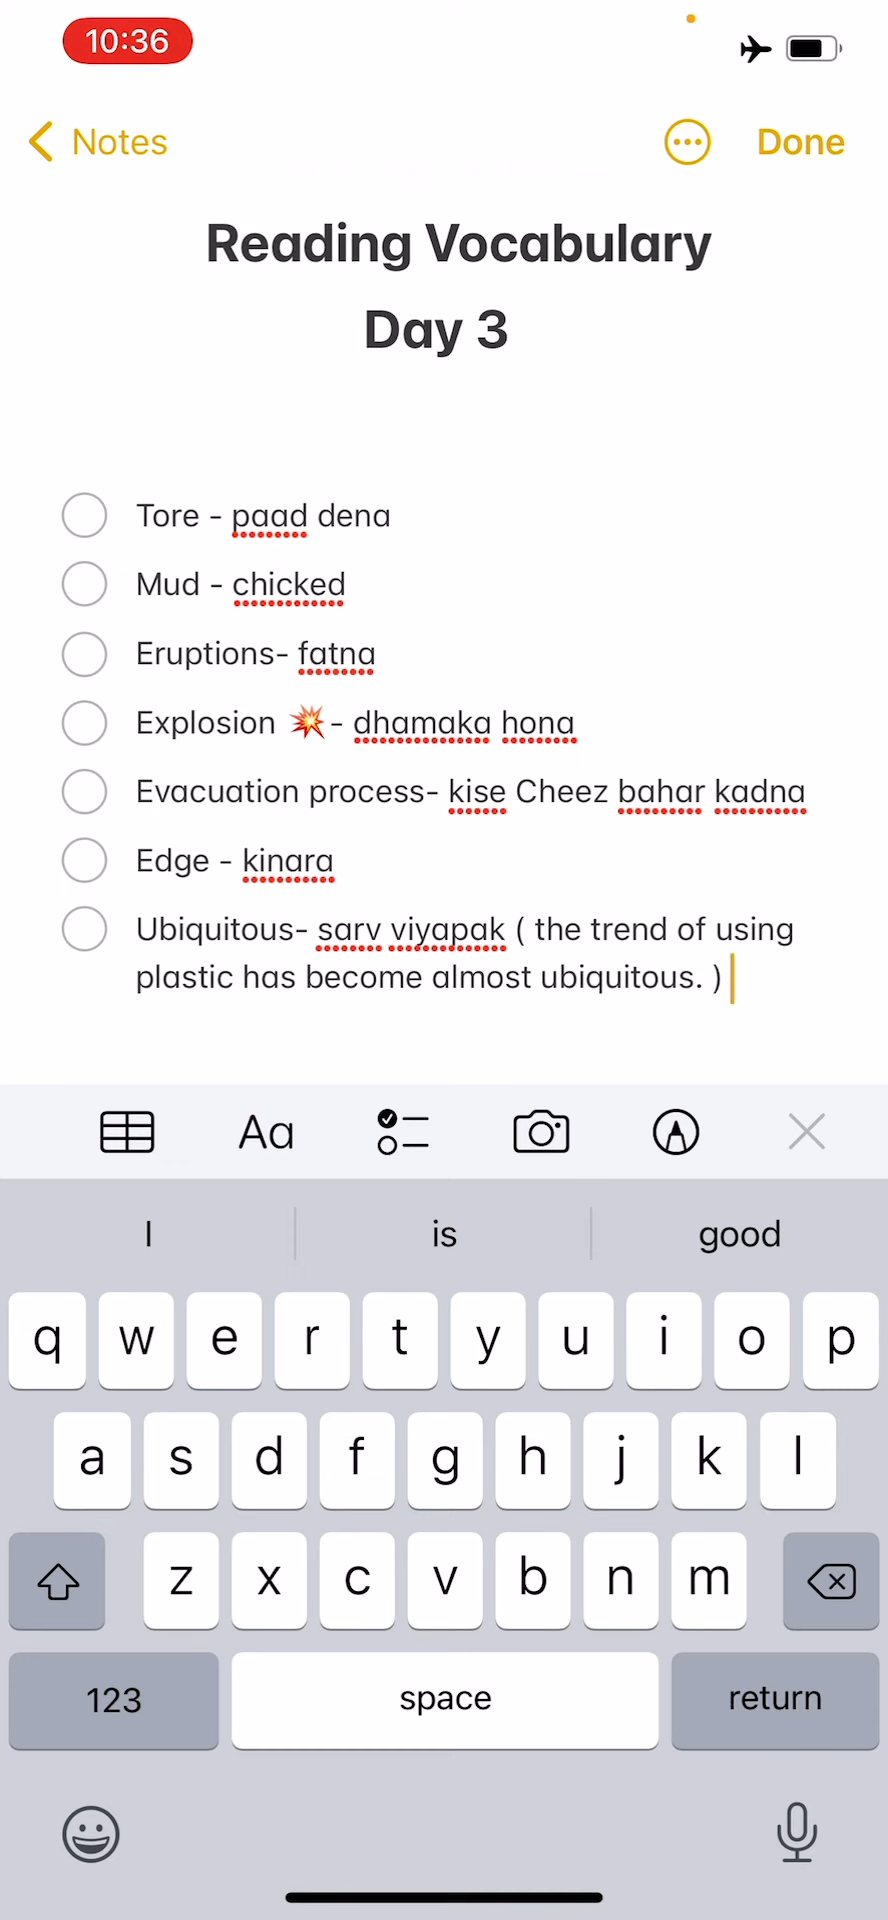 10:36
Notes
Done
Reading Vocabulary
Day 3
Tore - paad dena
Mud - chicked
Eruptions- fatna
Explosion 💥- dhamaka hona
Evacuation process- kise Cheez bahar kadna
Edge - kinara
Ubiquitous- sarv viyapak ( the trend of using
plastic has become almost ubiquitous. )
Aa
I is good
q w e r t y u i o p
a s d f g h j k l
z x c v b n m
123 space return